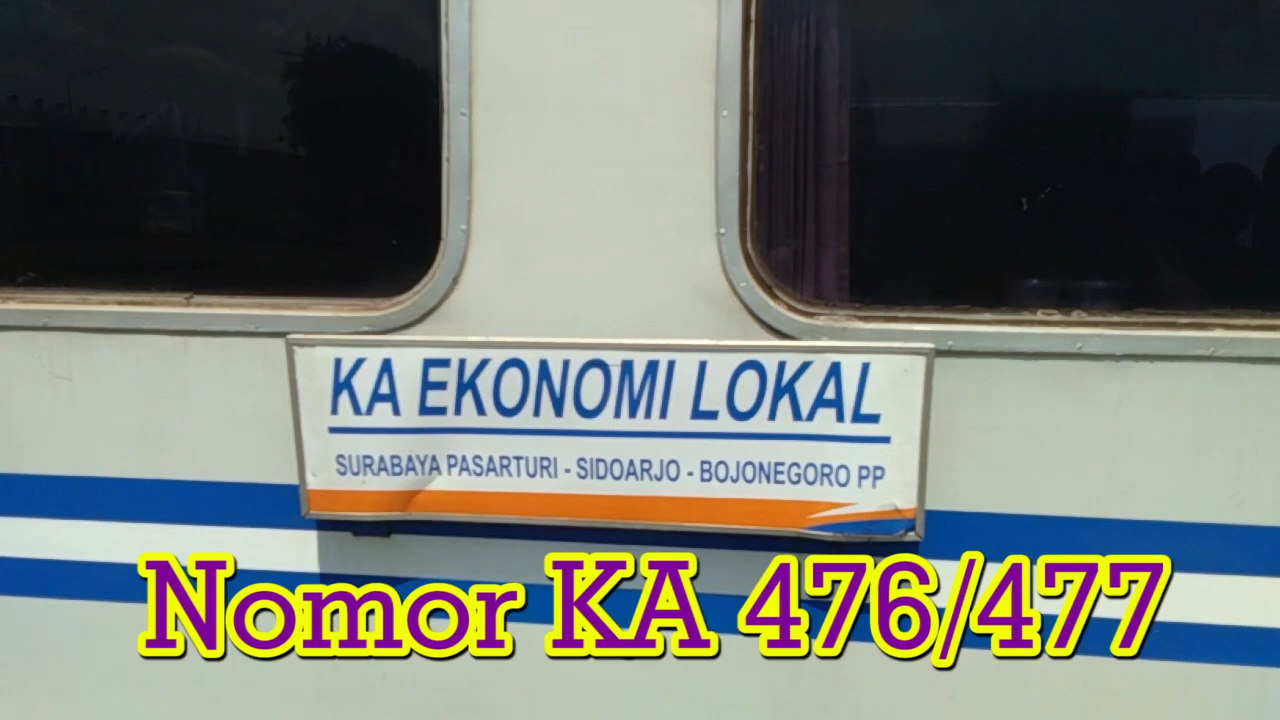 KA EKONOMI LOKAL
SURABAYA PASARTURI - SIDOARJO - BOJONEGORO PP
Nomor KA 476/477